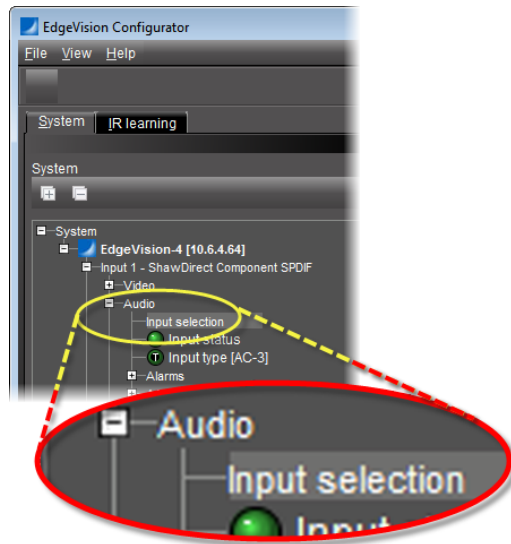 EdgeVision Configurator
File View Help
System IR learning
System
System
EdgeVision-4 [10.6.4.64]
Input 1 - ShawDirect Component SPDIF
Video
Audio
Input selection
Input status
T Input type [AC-3]
Alarms
Audio
Input selection